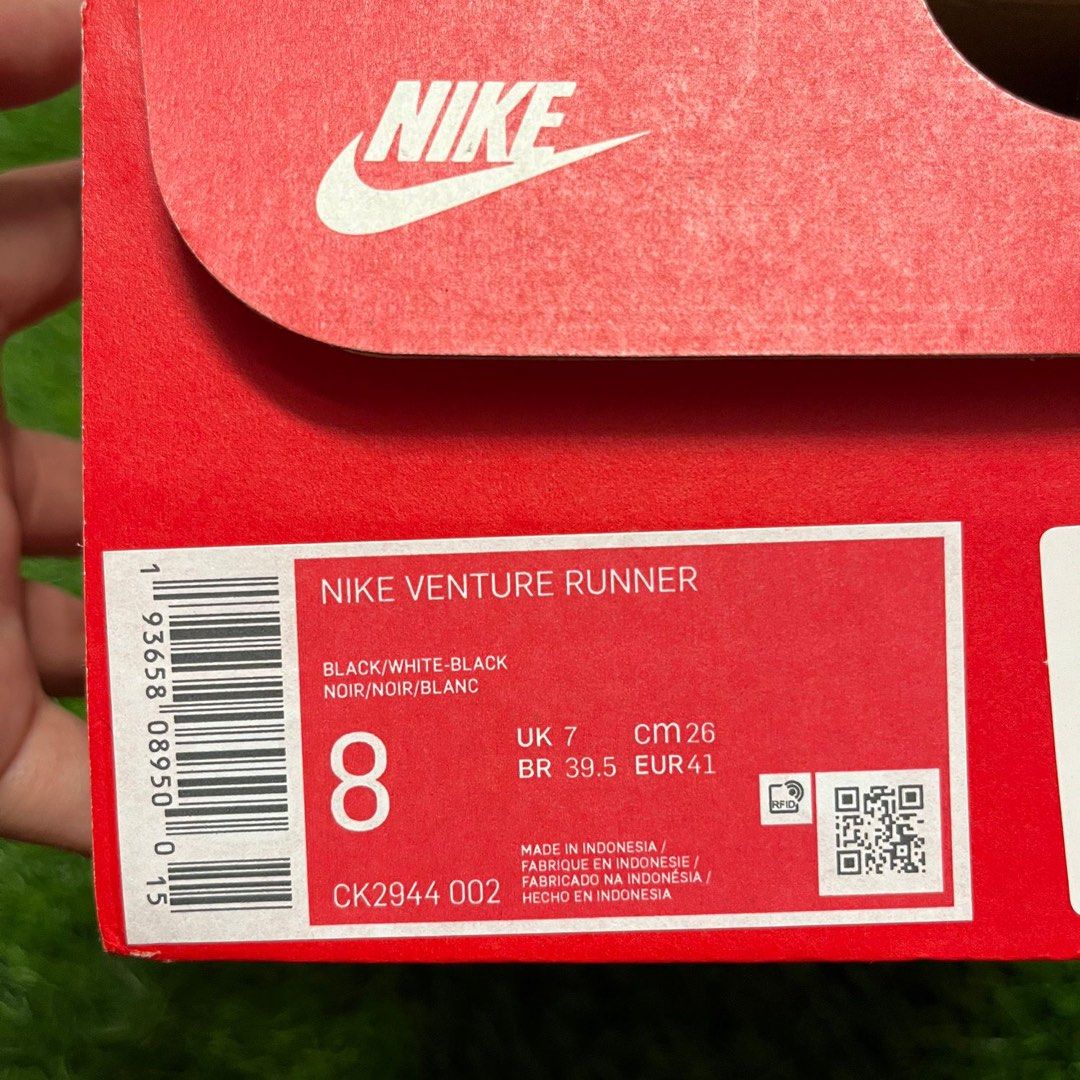 NIKE
NIKE VENTURE RUNNER
BLACK/WHITE-BLACK
NOIR/NOIR/BLANC
8
UK 7 cm 26
BR 39.5 EUR 41
RFID
MADE IN INDONESIA /
FABRIQUE EN INDONESIE /
FABRICADO NA INDONÉSIA /
HECHO EN INDONESIA
CK2944 002
1 93658 08950 0 15